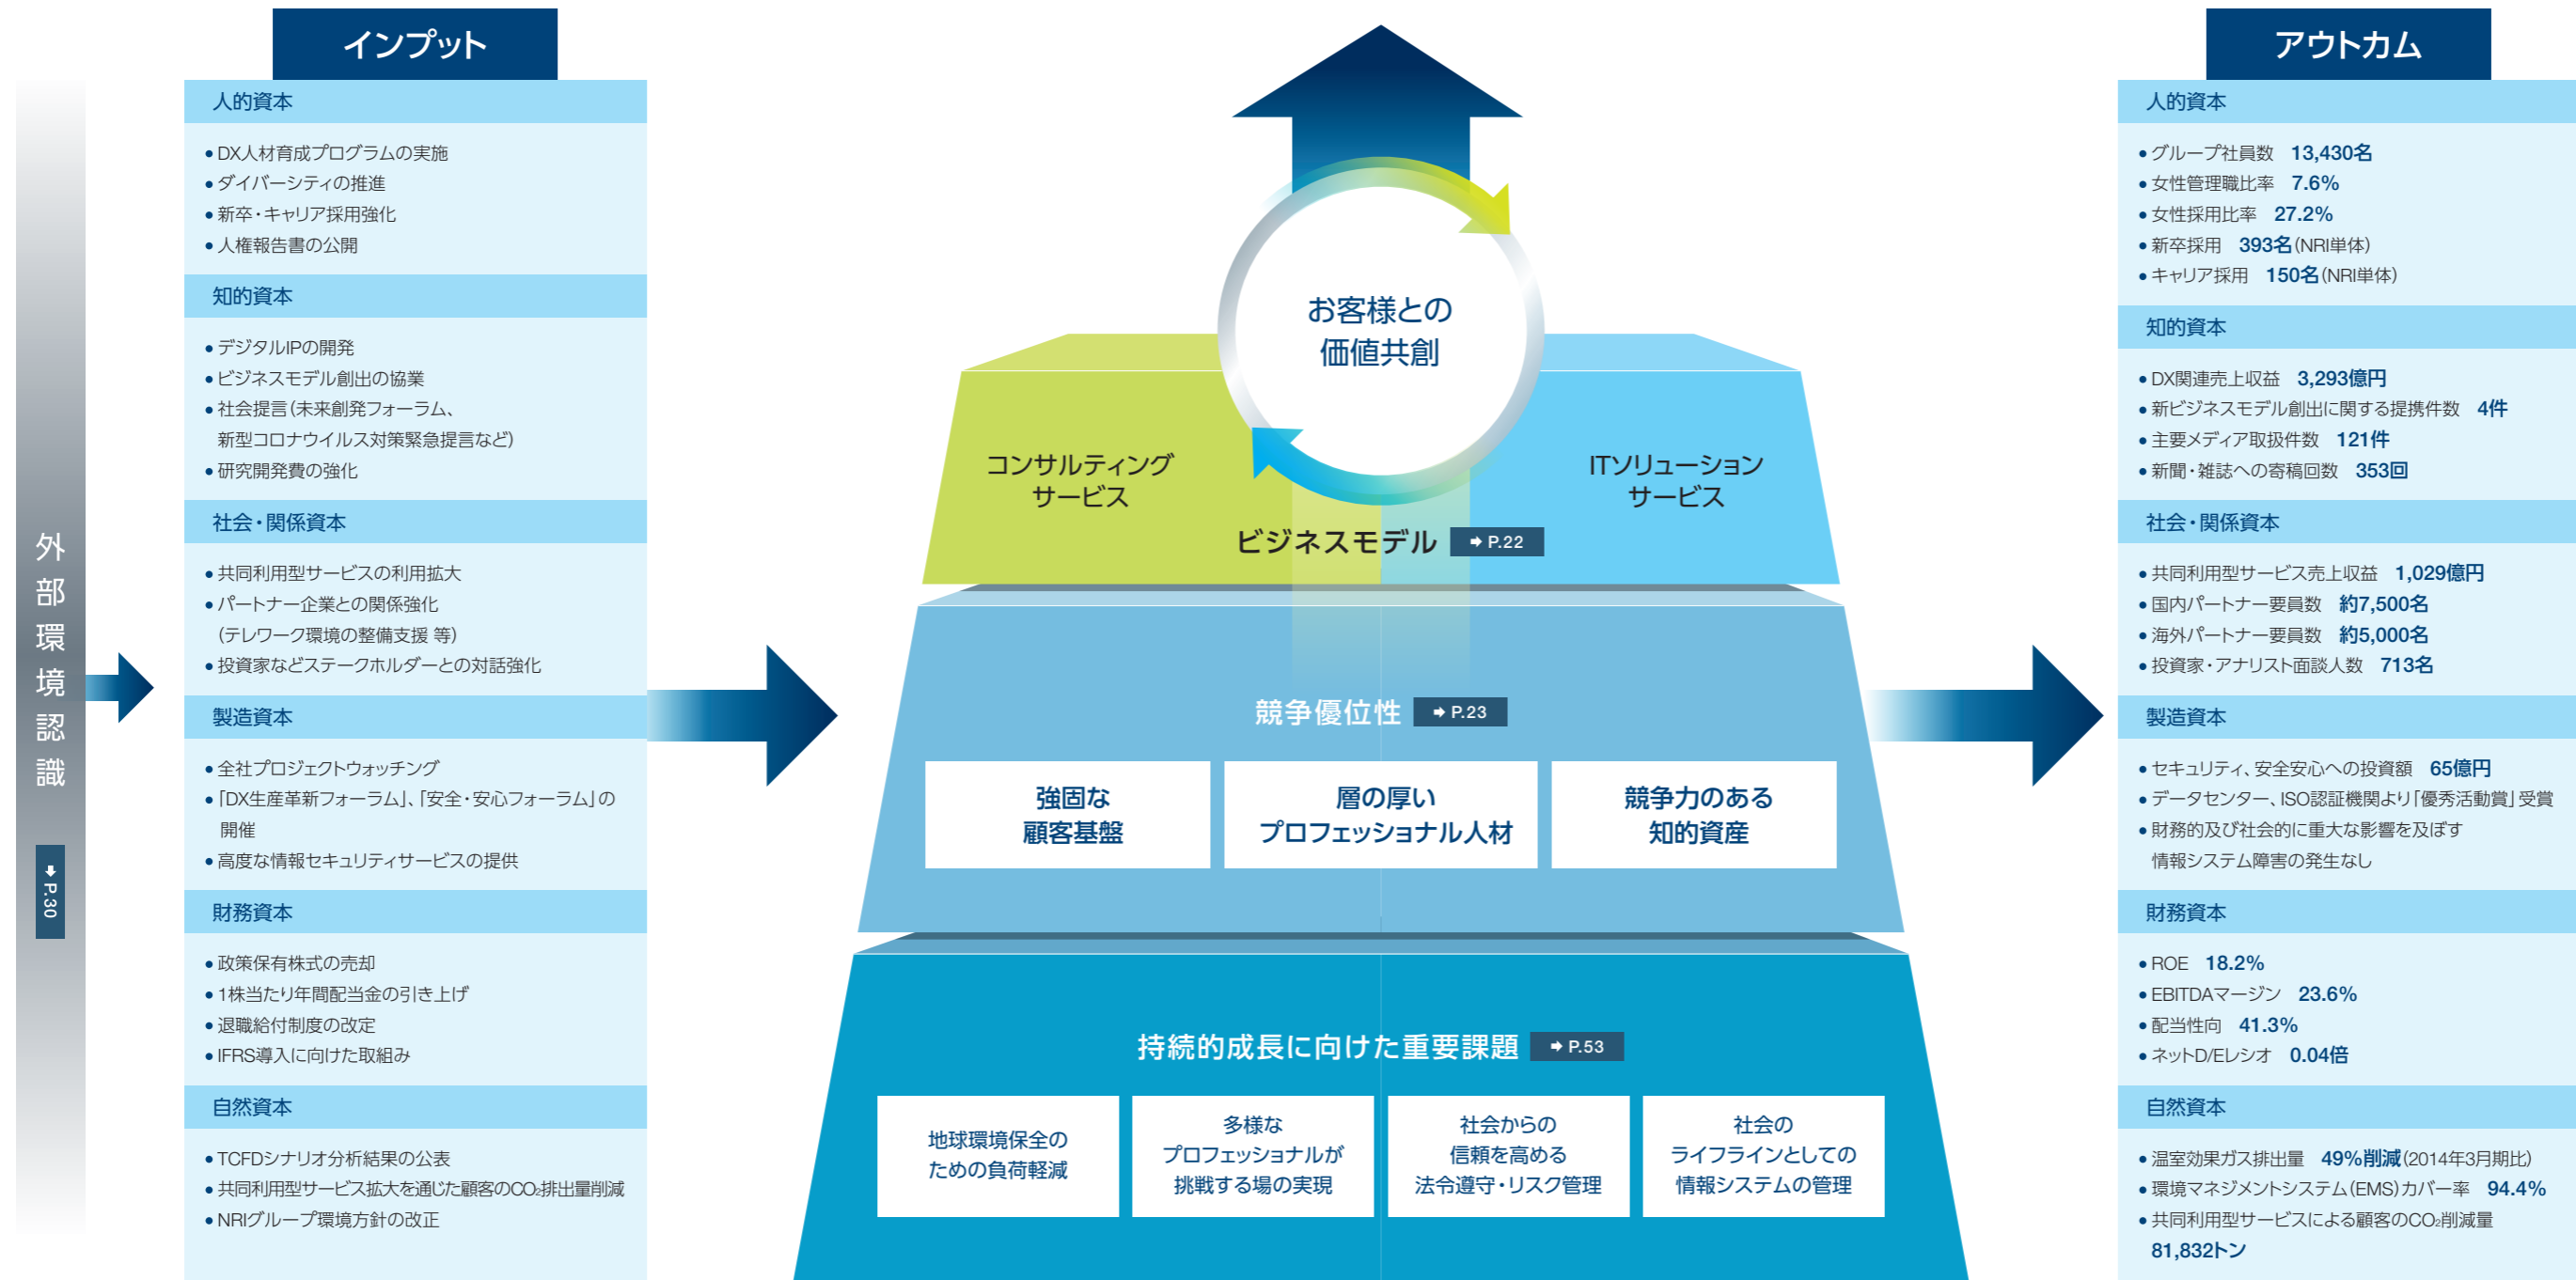 外部環境認識
➡ P.30
インプット
人的資本
● DX人材育成プログラムの実施
● ダイバーシティの推進
● 新卒・キャリア採用強化
● 人権報告書の公開
知的資本
● デジタルIPの開発
● ビジネスモデル創出の協業
● 社会提言(未来創発フォーラム、
新型コロナウイルス対策緊急提言など)
● 研究開発費の強化
社会・関係資本
● 共同利用型サービスの利用拡大
● パートナー企業との関係強化
(テレワーク環境の整備支援 等)
● 投資家などステークホルダーとの対話強化
製造資本
● 全社プロジェクトウォッチング
● 「DX生産革新フォーラム」、「安全・安心フォーラム」の
開催
● 高度な情報セキュリティサービスの提供
財務資本
● 政策保有株式の売却
● 1株当たり年間配当金の引き上げ
● 退職給付制度の改定
● IFRS導入に向けた取組み
自然資本
● TCFDシナリオ分析結果の公表
● 共同利用型サービス拡大を通じた顧客のCO₂排出量削減
● NRIグループ環境方針の改正
お客様との
価値共創
コンサルティング
サービス
ITソリューション
サービス
ビジネスモデル ➡ P.22
競争優位性 ➡ P.23
強固な
顧客基盤
層の厚い
プロフェッショナル人材
競争力のある
知的資産
持続的成長に向けた重要課題 ➡ P.53
地球環境保全の
ための負荷軽減
多様な
プロフェッショナルが
挑戦する場の実現
社会からの
信頼を高める
法令遵守・リスク管理
社会の
ライフラインとしての
情報システムの管理
アウトカム
人的資本
● グループ社員数 13,430名
● 女性管理職比率 7.6%
● 女性採用比率 27.2%
● 新卒採用 393名(NRI単体)
● キャリア採用 150名(NRI単体)
知的資本
● DX関連売上収益 3,293億円
● 新ビジネスモデル創出に関する提携件数 4件
● 主要メディア取扱件数 121件
● 新聞・雑誌への寄稿回数 353回
社会・関係資本
● 共同利用型サービス売上収益 1,029億円
● 国内パートナー要員数 約7,500名
● 海外パートナー要員数 約5,000名
● 投資家・アナリスト面談人数 713名
製造資本
● セキュリティ、安全安心への投資額 65億円
● データセンター、ISO認証機関より「優秀活動賞」受賞
● 財務的及び社会的に重大な影響を及ぼす
情報システム障害の発生なし
財務資本
● ROE 18.2%
● EBITDAマージン 23.6%
● 配当性向 41.3%
● ネットD/Eレシオ 0.04倍
自然資本
● 温室効果ガス排出量 49%削減(2014年3月期比)
● 環境マネジメントシステム(EMS)カバー率 94.4%
● 共同利用型サービスによる顧客のCO₂削減量
81,832トン